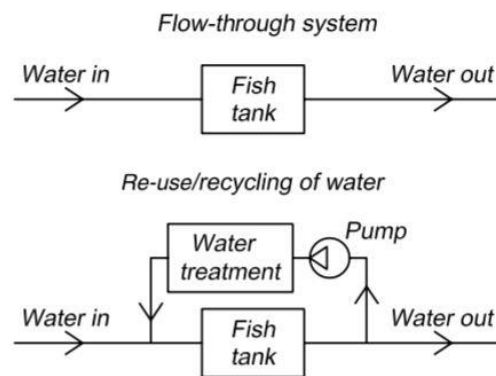 Flow-through system
Water in
Fish
tank
Water out
Re-use/recycling of water
Water
treatment
Pump
Water in
Fish
tank
Water out